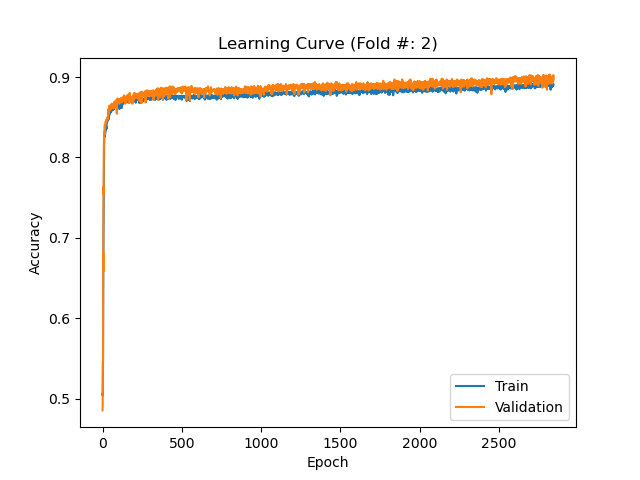 Learning Curve (Fold #: 2)
0.9
0.8
0.7
0.6
0.5
Accuracy
0
500
1000
1500
2000
2500
Epoch
Train
Validation